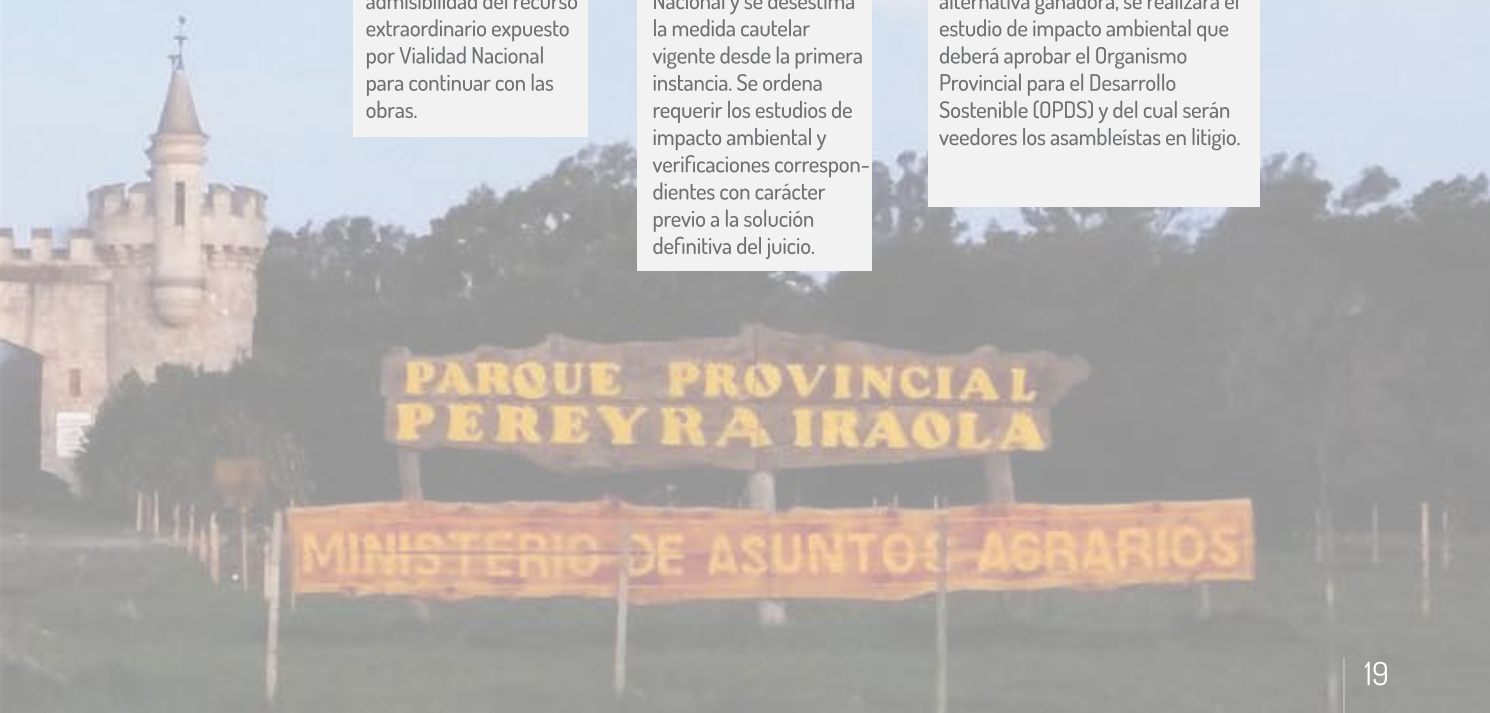 admisibilidad del recurso
extraordinario expuesto
por Vialidad Nacional
para continuar con las
obras.
Nacional y se desestima
la medida cautelar
vigente desde la primera
instancia. Se ordena
requerir los estudios de
impacto ambiental y
verificaciones correspon-
dientes con carácter
previo a la solución
definitiva del juicio.
alternativa ganadora, se realizará el
estudio de impacto ambiental que
deberá aprobar el Organismo
Provincial para el Desarrollo
Sostenible (OPDS) y del cual serán
veedores los asambleístas en litigio.
PARQUE PROVINCIAL
PEREYRA IRAOLA
MINISTERIO DE ASUNTOS AGRARIOS
19